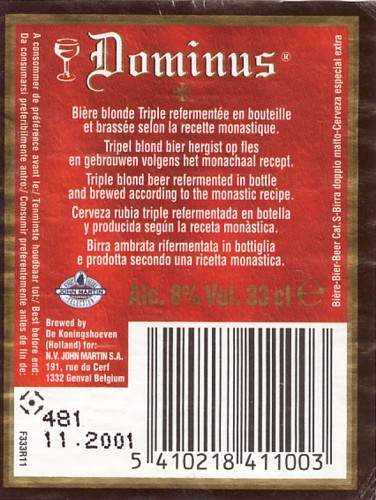 Dominus®
Bière blonde Triple refermentée en bouteille
et brassée selon la recette monastique.
Tripel blond bier hergist op fles
en gebrouwen volgens het monachaal recept.
Triple blond beer refermented in bottle
and brewed according to the monastic recipe.
Cerveza rubia triple refermentada en botella
y producida según la receta monàstica.
Birra ambrata rifermentata in bottiglia
e prodotta secondo una ricetta monastica.
JOHN MARTIN
Alc. 8% Vol. 33 cl e
Brewed by
De Koningshoeven
(Holland) for:
N.V. JOHN MARTIN S.A.
191, rue du Cerf
1332 Genval Belgium
481
11.2001
F333R11
5 410218 411003
A consommer de préférence avant le:/ Tenminste houdbaar tot:/ Best before end:
Da consumarsi preferibilmente antro:/ Consumir preferentemente antes de fin de:
Bière-Bier-Beer Cat.S-Birra doppio malto-Cerveza especial extra